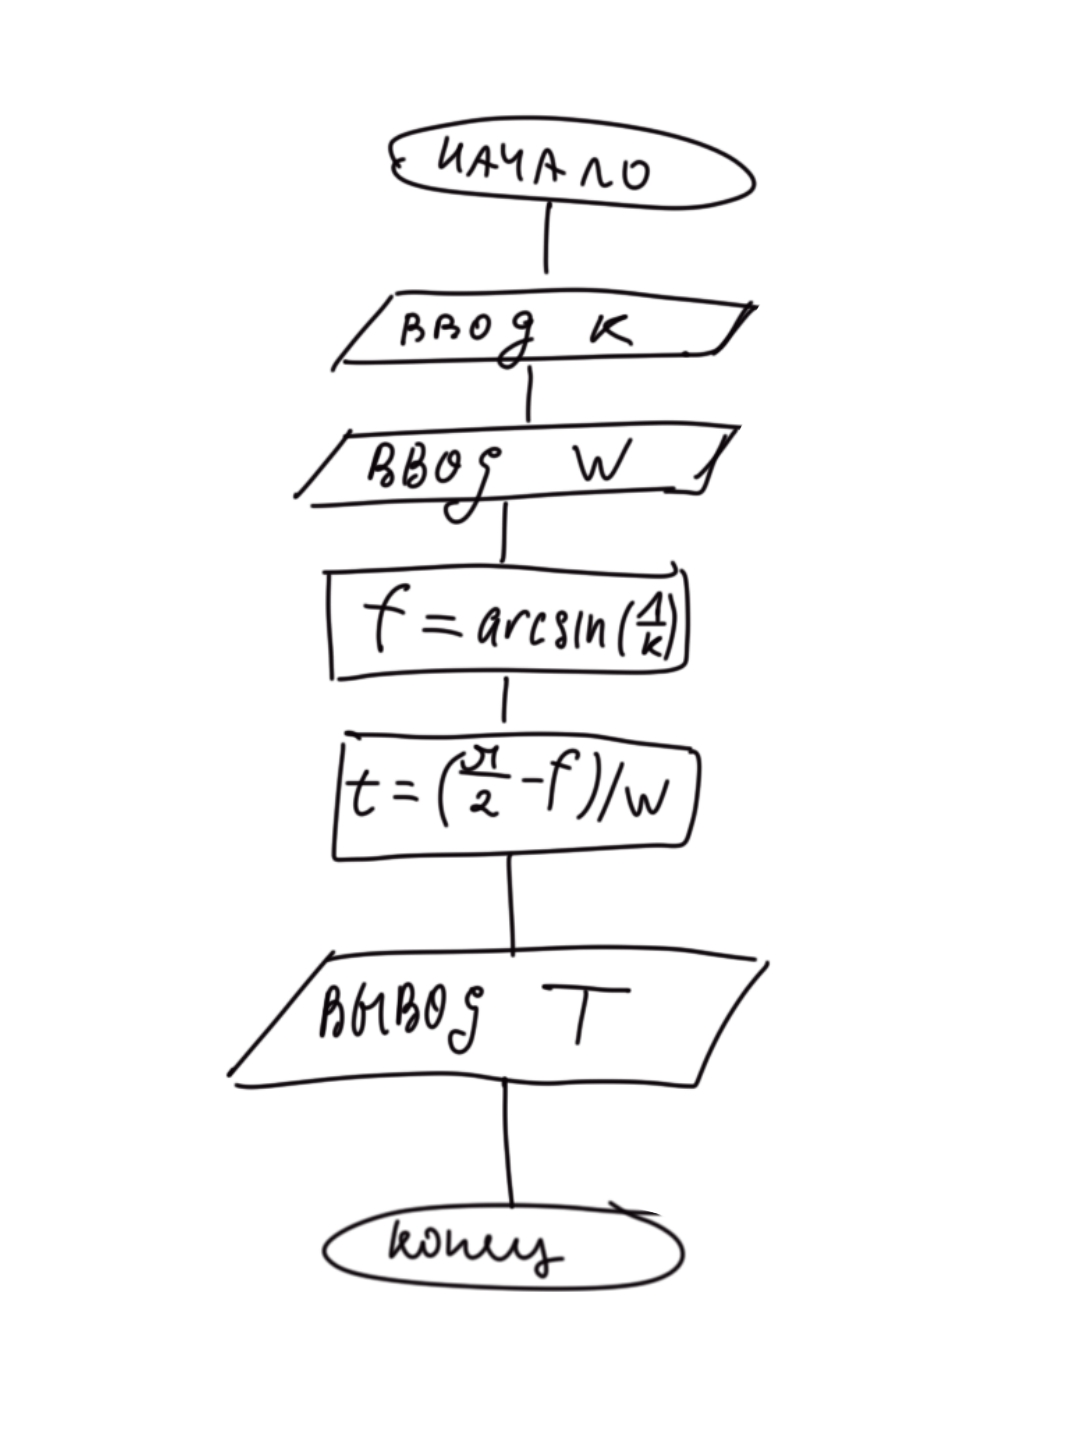 НАЧАЛО
ВВОД K
ВВОД W
f = arcsin(1/K)
t = (π/2 - f)/W
ВЫВОД T
конец